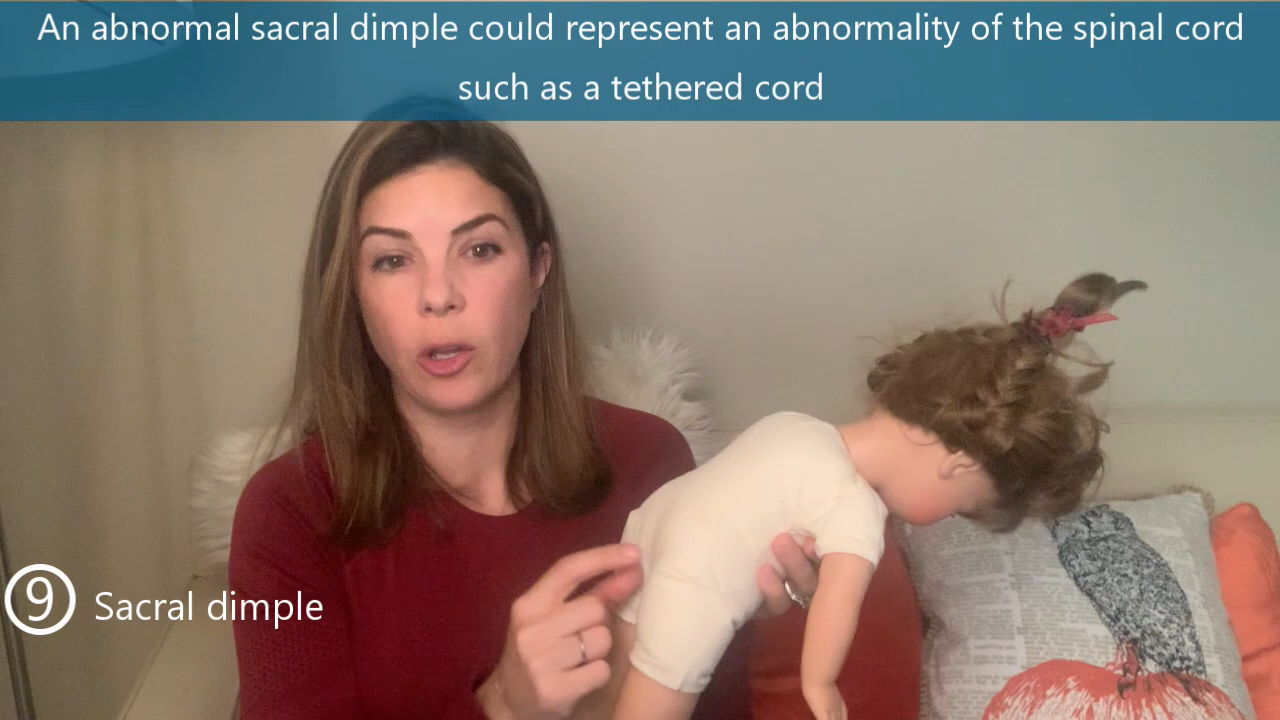 An abnormal sacral dimple could represent an abnormality of the spinal cord
such as a tethered cord
9 Sacral dimple